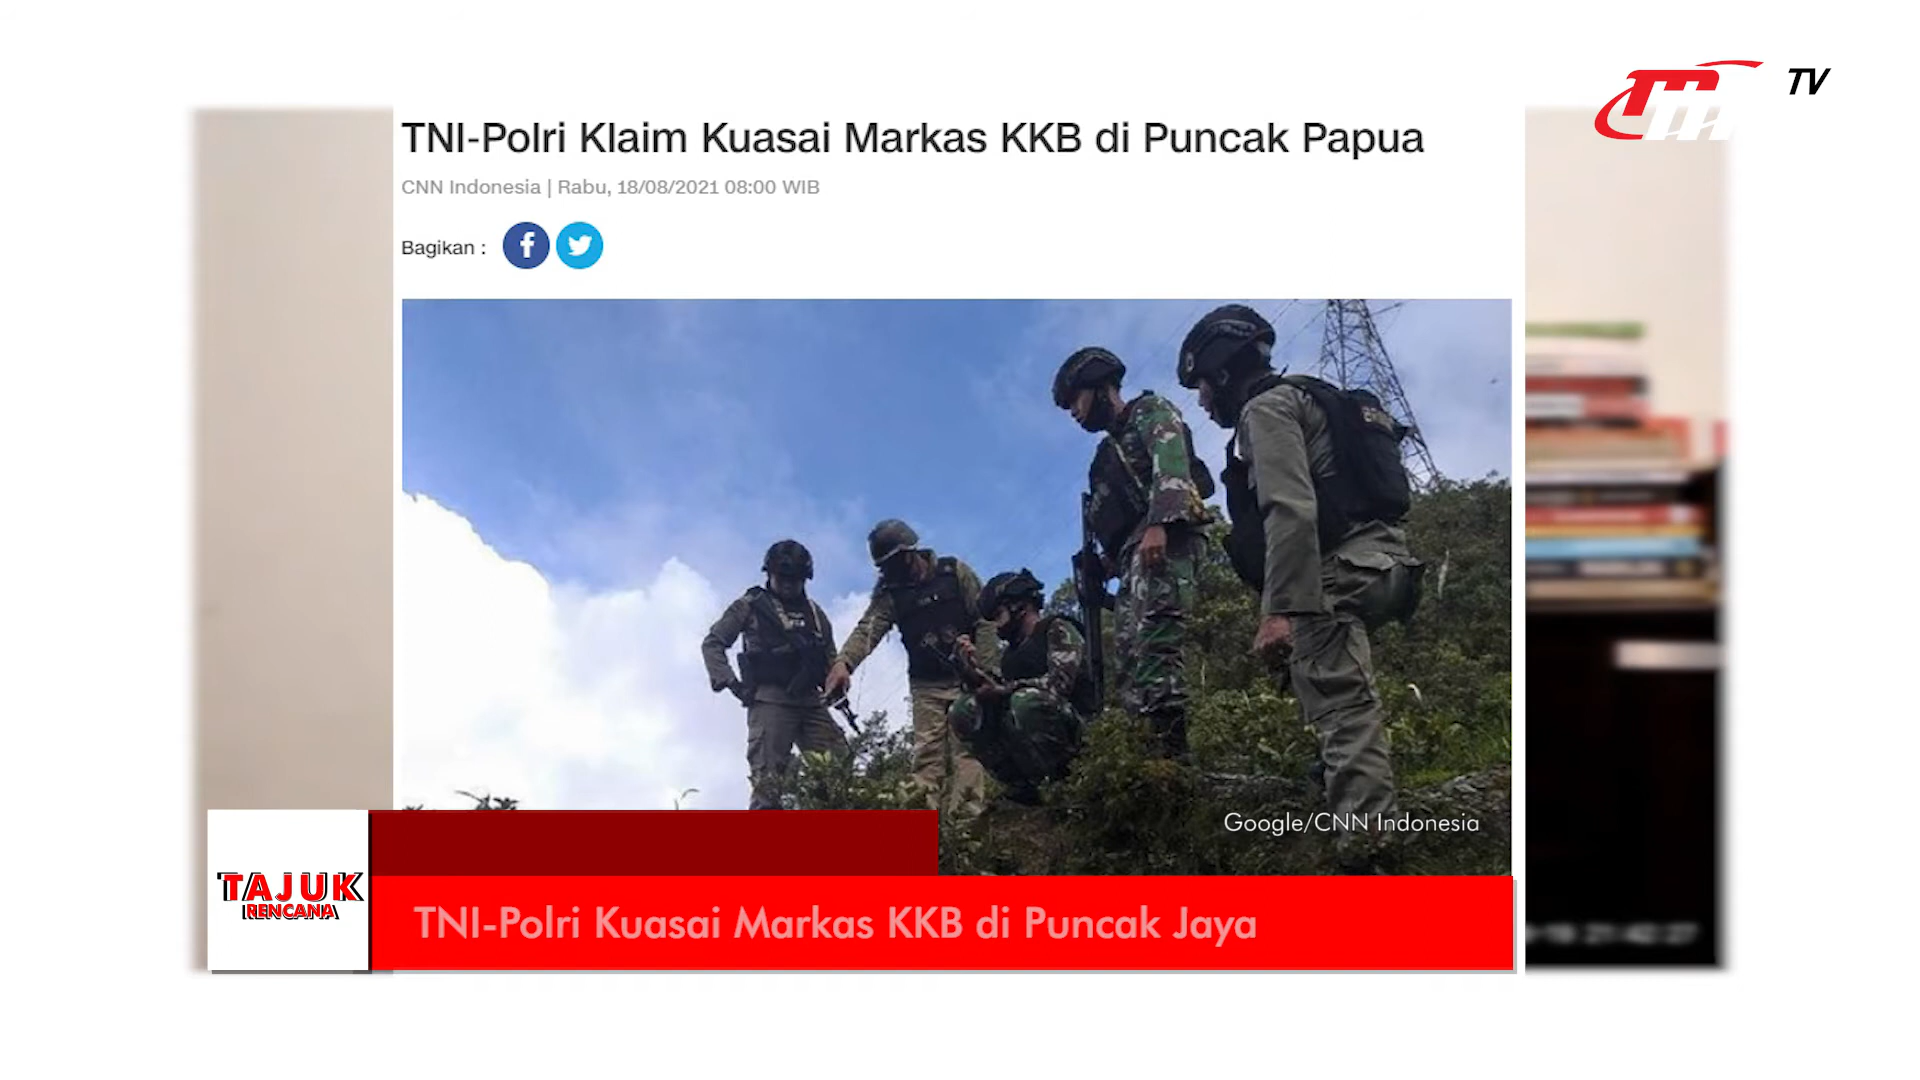 TV
TNI-Polri Klaim Kuasai Markas KKB di Puncak Papua
CNN Indonesia | Rabu, 18/08/2021 08:00 WIB
Bagikan :
Google/CNN Indonesia
TAJUK
RENCANA
TNI-Polri Kuasai Markas KKB di Puncak Jaya